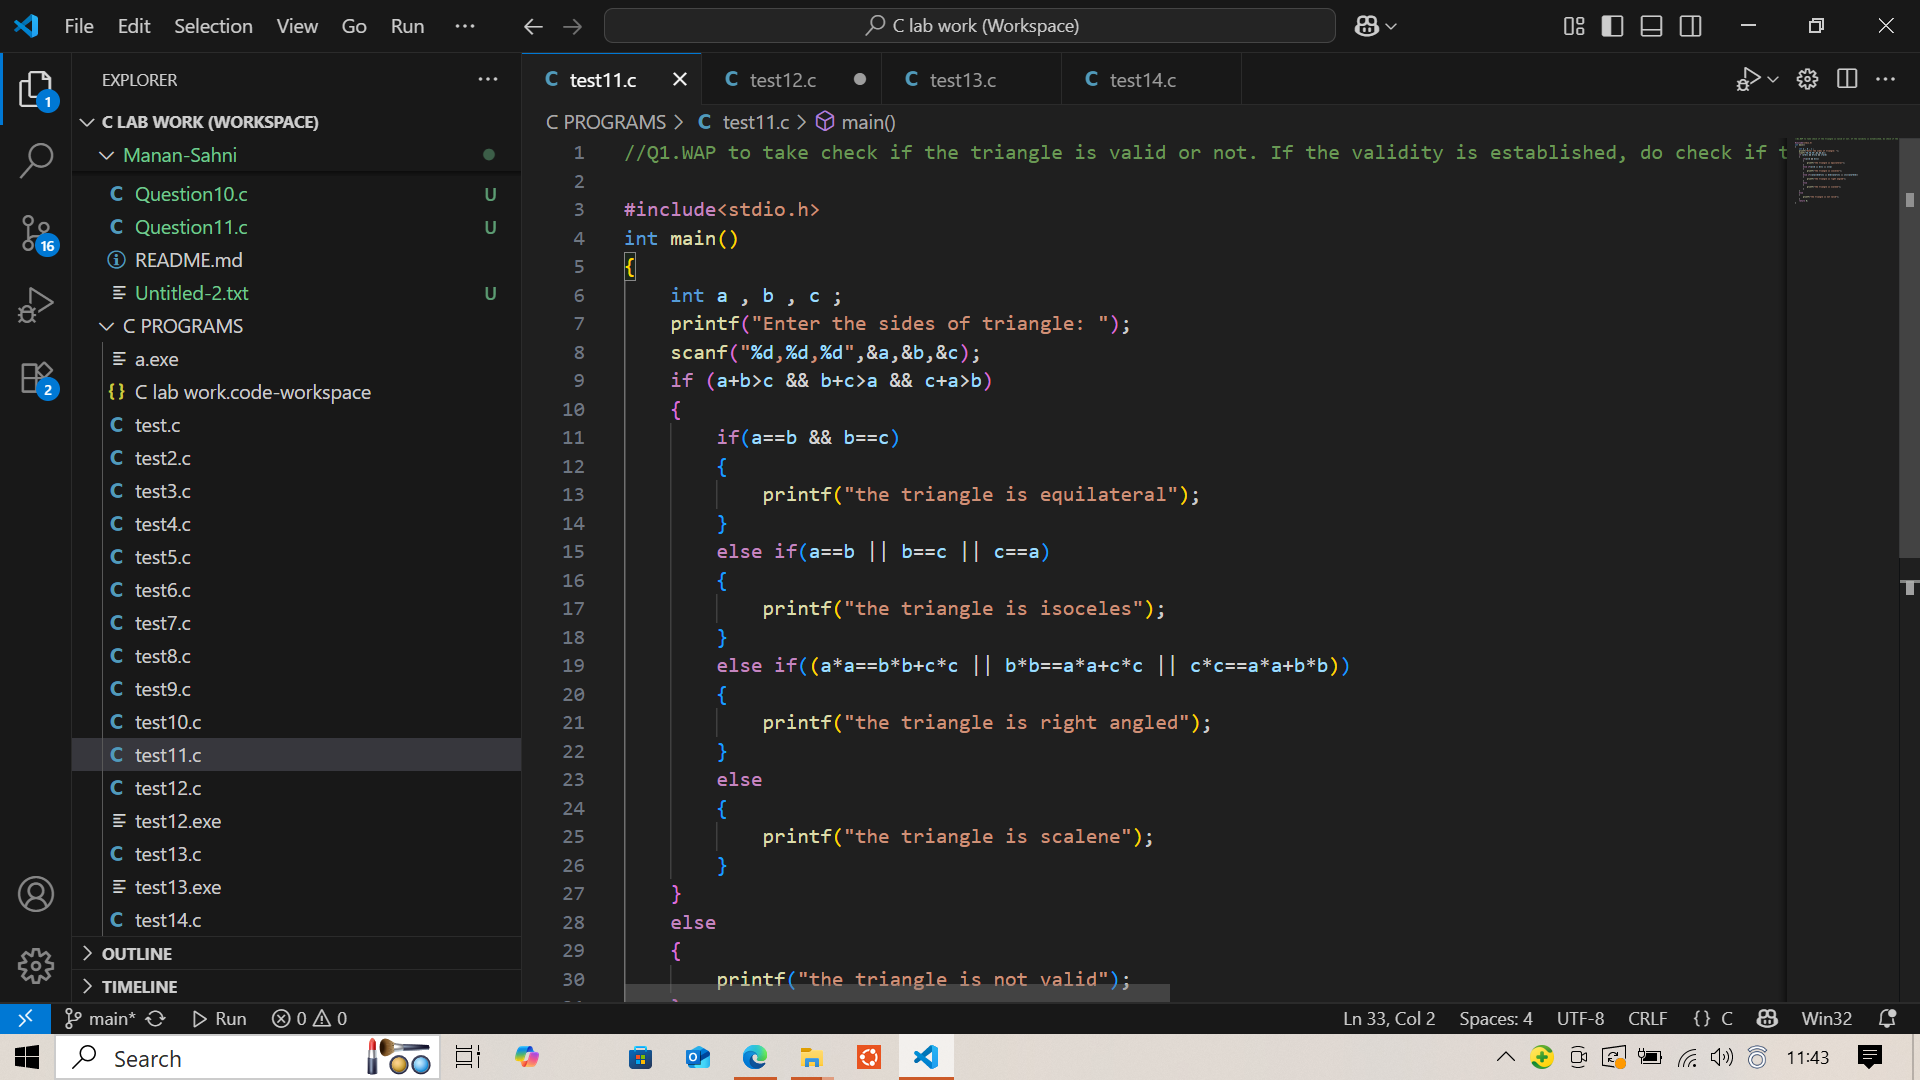 File Edit Selection View Go Run ... C lab work (Workspace)
EXPLORER ...
C LAB WORK (WORKSPACE)
Manan-Sahni
C Question10.c U
C Question11.c U
README.md
Untitled-2.txt U
C PROGRAMS
a.exe
{} C lab work.code-workspace
C test.c
C test2.c
C test3.c
C test4.c
C test5.c
C test6.c
C test7.c
C test8.c
C test9.c
C test10.c
C test11.c
C test12.c
test12.exe
C test13.c
test13.exe
C test14.c
OUTLINE
TIMELINE
1
16
2
C test11.c C test12.c C test13.c C test14.c
C PROGRAMS > C test11.c > main()
1 //Q1.WAP to take check if the triangle is valid or not. If the validity is established, do check if t
2
3 #include<stdio.h>
4 int main()
5 {
6 int a , b , c ;
7 printf("Enter the sides of triangle: ");
8 scanf("%d,%d,%d",&a,&b,&c);
9 if (a+b>c && b+c>a && c+a>b)
10 {
11 if(a==b && b==c)
12 {
13 printf("the triangle is equilateral");
14 }
15 else if(a==b || b==c || c==a)
16 {
17 printf("the triangle is isoceles");
18 }
19 else if((a*a==b*b+c*c || b*b==a*a+c*c || c*c==a*a+b*b))
20 {
21 printf("the triangle is right angled");
22 }
23 else
24 {
25 printf("the triangle is scalene");
26 }
27 }
28 else
29 {
30 printf("the triangle is not valid");
main* Run 0 0 Ln 33, Col 2 Spaces: 4 UTF-8 CRLF {} C Win32
Search 11:43